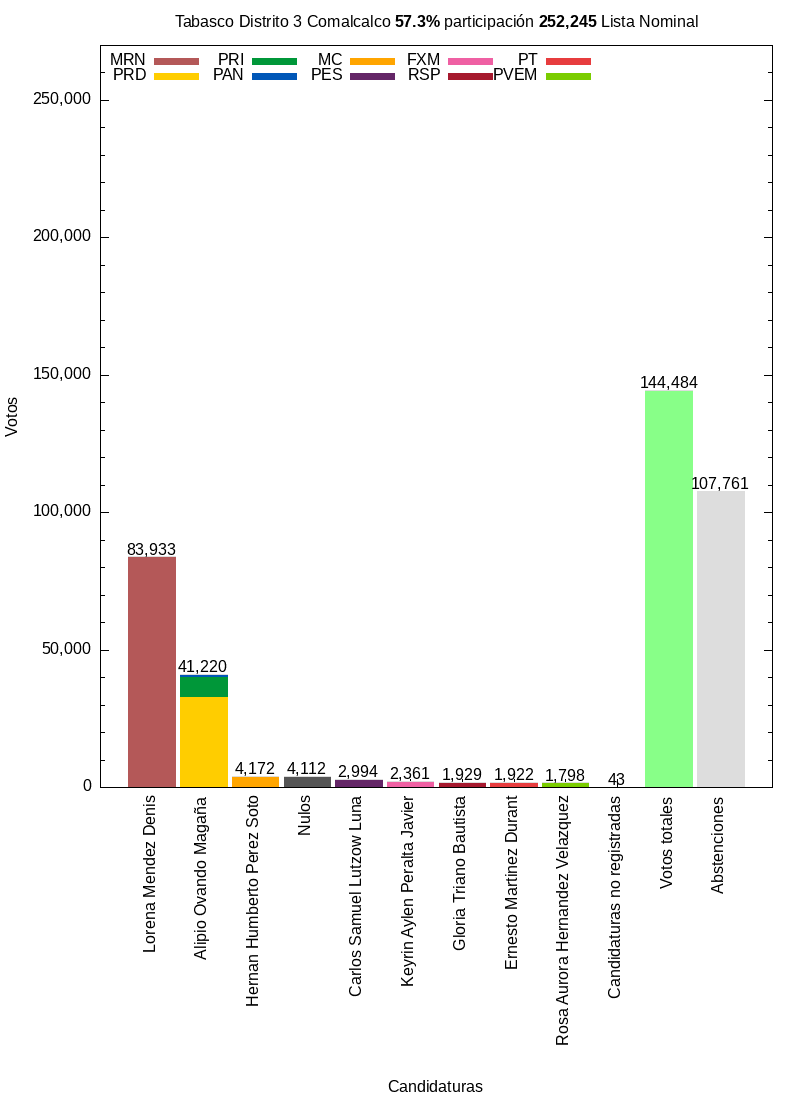 Tabasco Distrito 3 Comalcalco 57.3% participación 252,245 Lista Nominal
MRN PRI MC FXM PT
PRD PAN PES RSP PVEM
250,000
200,000
150,000
100,000
50,000
0
Votos
83,933
41,220
4,172
4,112
2,994
2,361
1,929
1,922
1,798
43
144,484
107,761
Lorena Mendez Denis
Alipio Ovando Magaña
Hernan Humberto Perez Soto
Nulos
Carlos Samuel Lutzow Luna
Keyrin Aylen Peralta Javier
Gloria Triano Bautista
Ernesto Martinez Durant
Rosa Aurora Hernandez Velazquez
Candidaturas no registradas
Votos totales
Abstenciones
Candidaturas